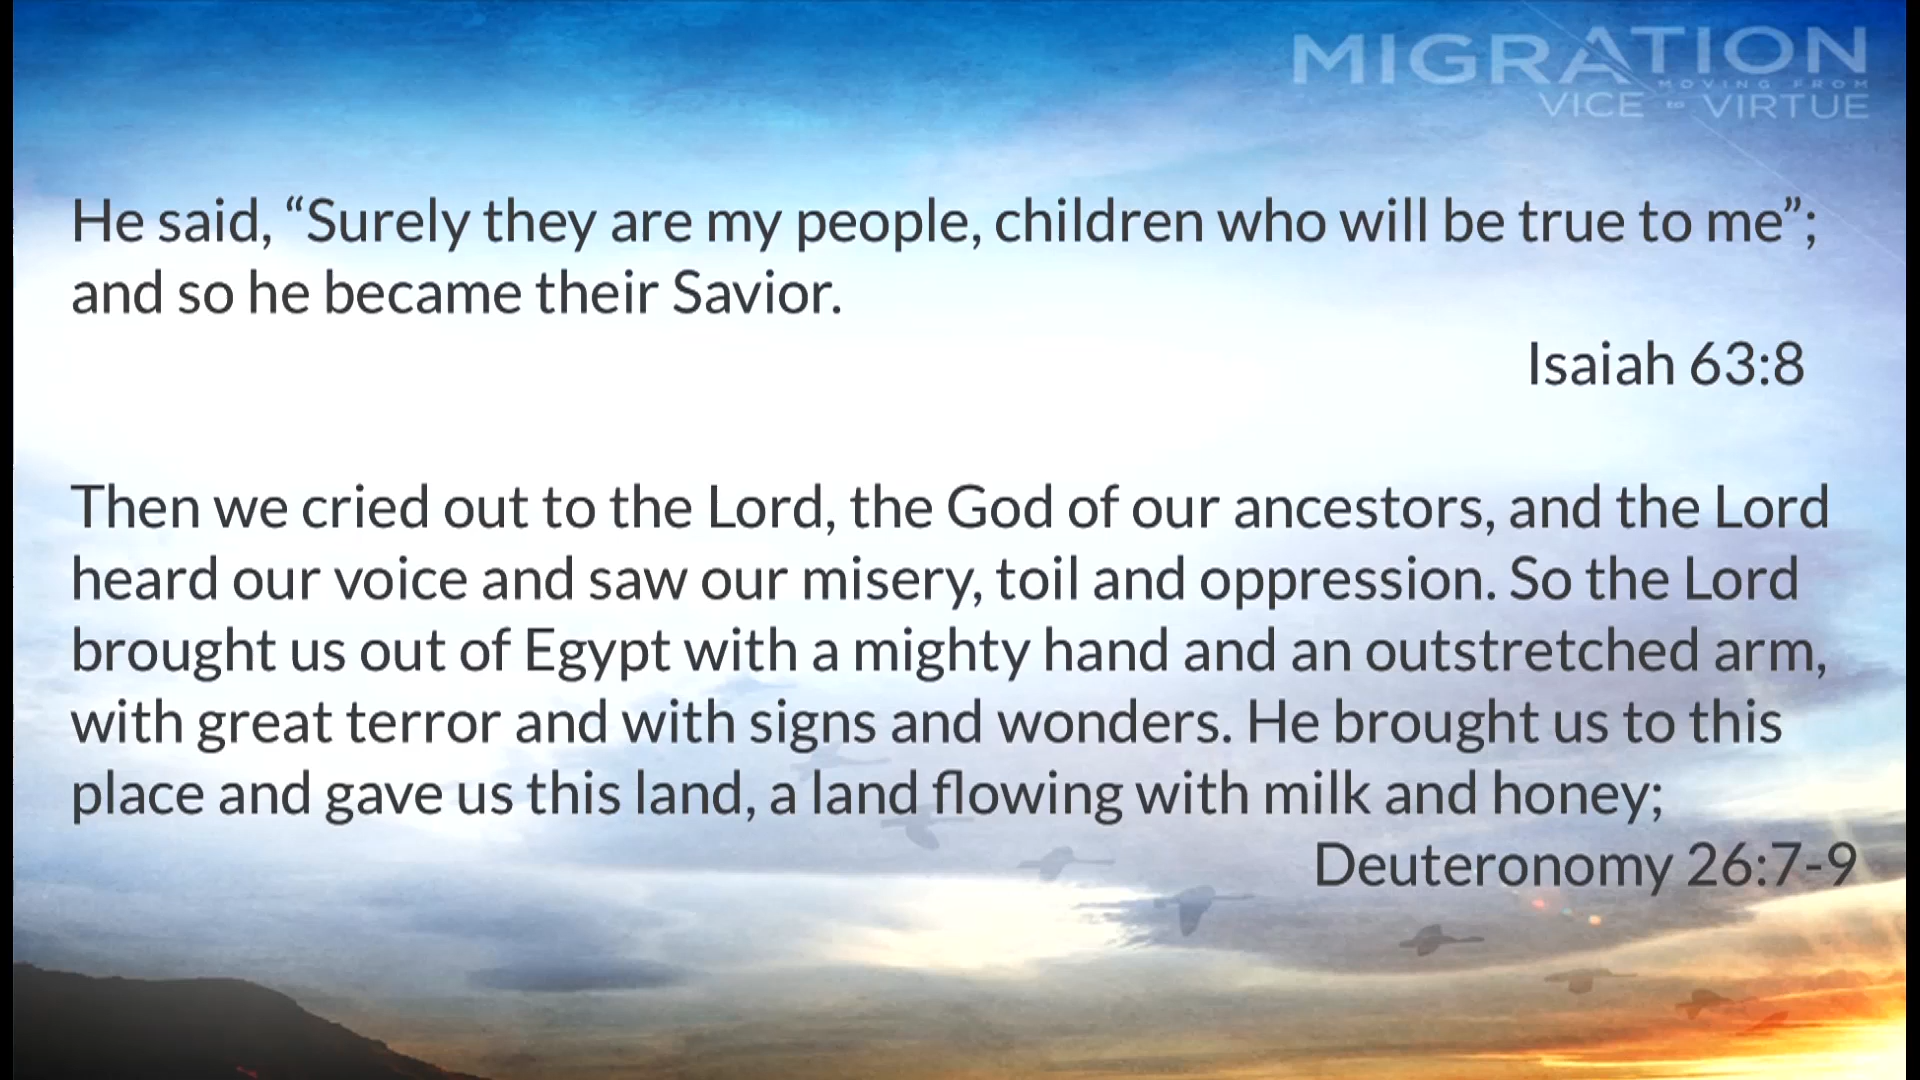 MIGRATION
MOVING FROM
VICE to VIRTUE
He said, “Surely they are my people, children who will be true to me”;
and so he became their Savior.
Isaiah 63:8
Then we cried out to the Lord, the God of our ancestors, and the Lord
heard our voice and saw our misery, toil and oppression. So the Lord
brought us out of Egypt with a mighty hand and an outstretched arm,
with great terror and with signs and wonders. He brought us to this
place and gave us this land, a land flowing with milk and honey;
Deuteronomy 26:7-9